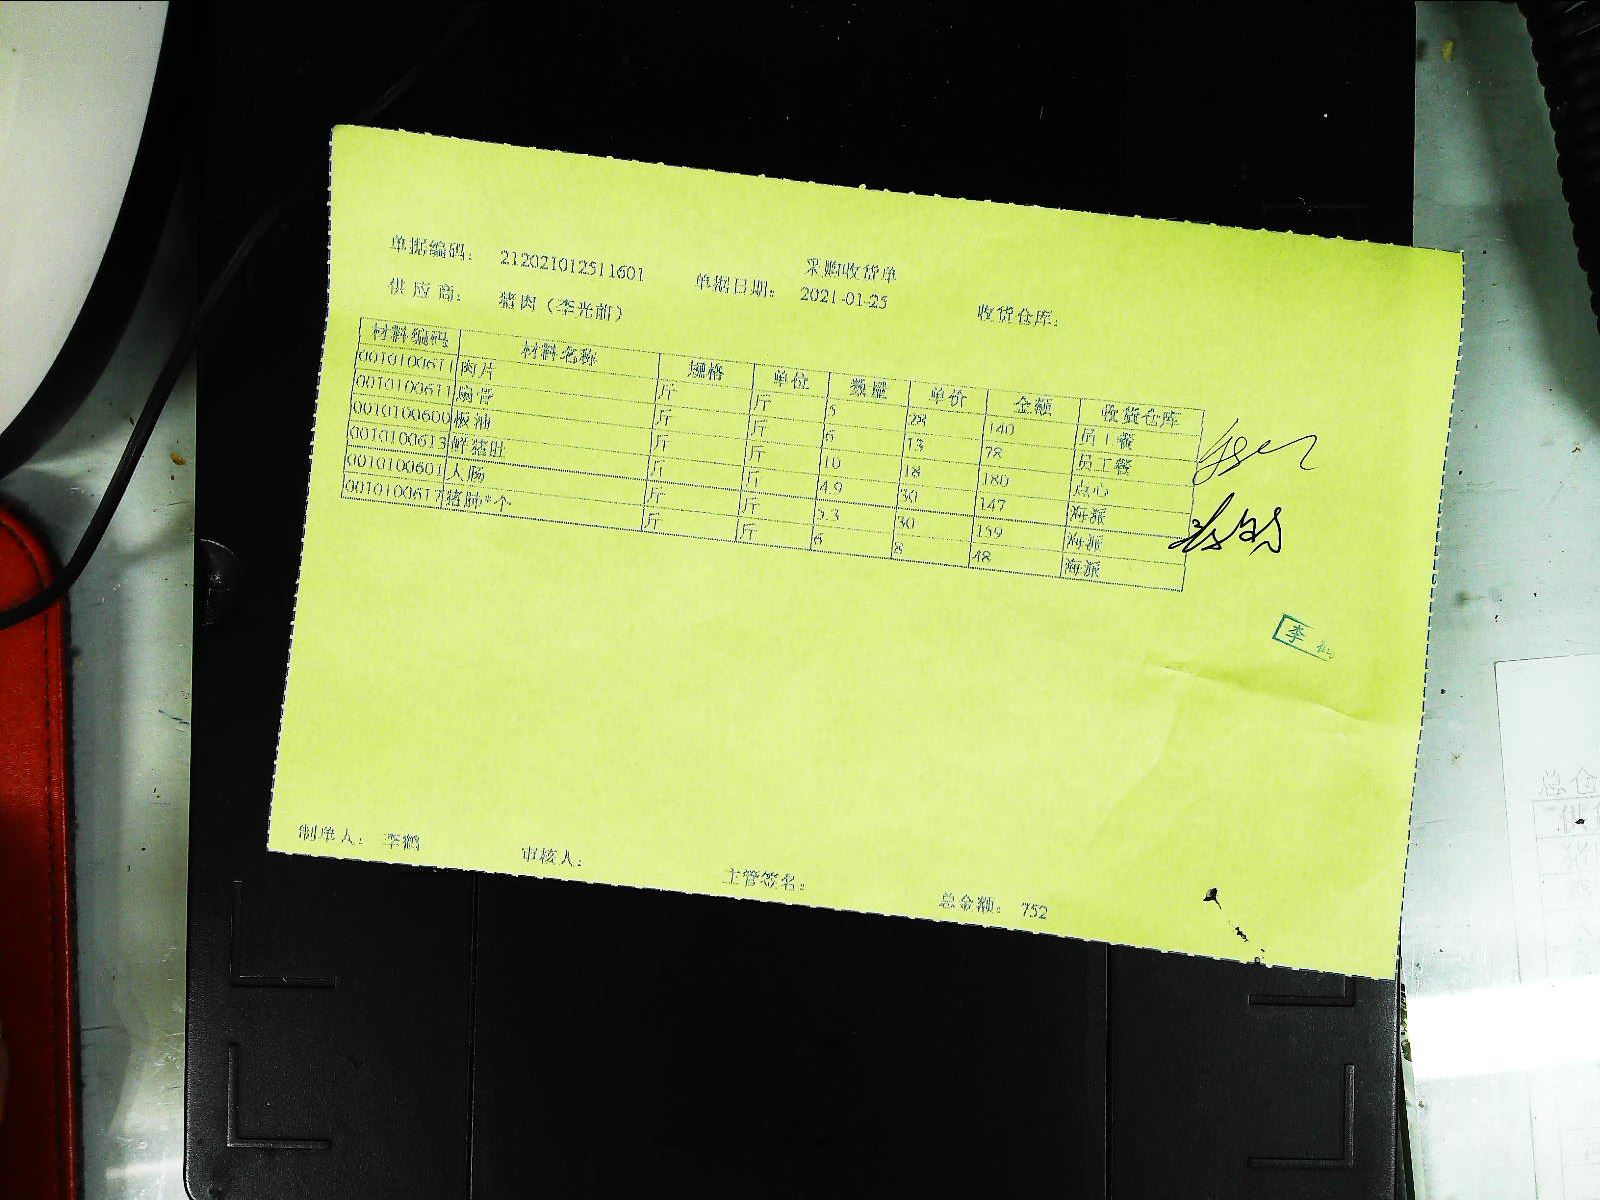 采购收货单
单据编码： 212021012511601 单据日期： 2021-01-25 收货仓库：
供应商： 猪肉（李光前）
材料编码 材料名称 规格 单位 数量 单价 金额 收货仓库
0010100611 肉片 斤 斤 5 28 140 员工餐
0010100611 扇骨 斤 斤 6 13 78 员工餐
0010100600 板油 斤 斤 10 18 180 点心
0010100613 鲜猪肚 斤 斤 4.9 30 147 海派
0010100601 大肠 斤 斤 5.3 30 159 海派
0010100617 猪肺*个 斤 斤 6 8 48 海派
李
制单人： 李鹤 审核人： 主管签名： 总金额： 752
总仓